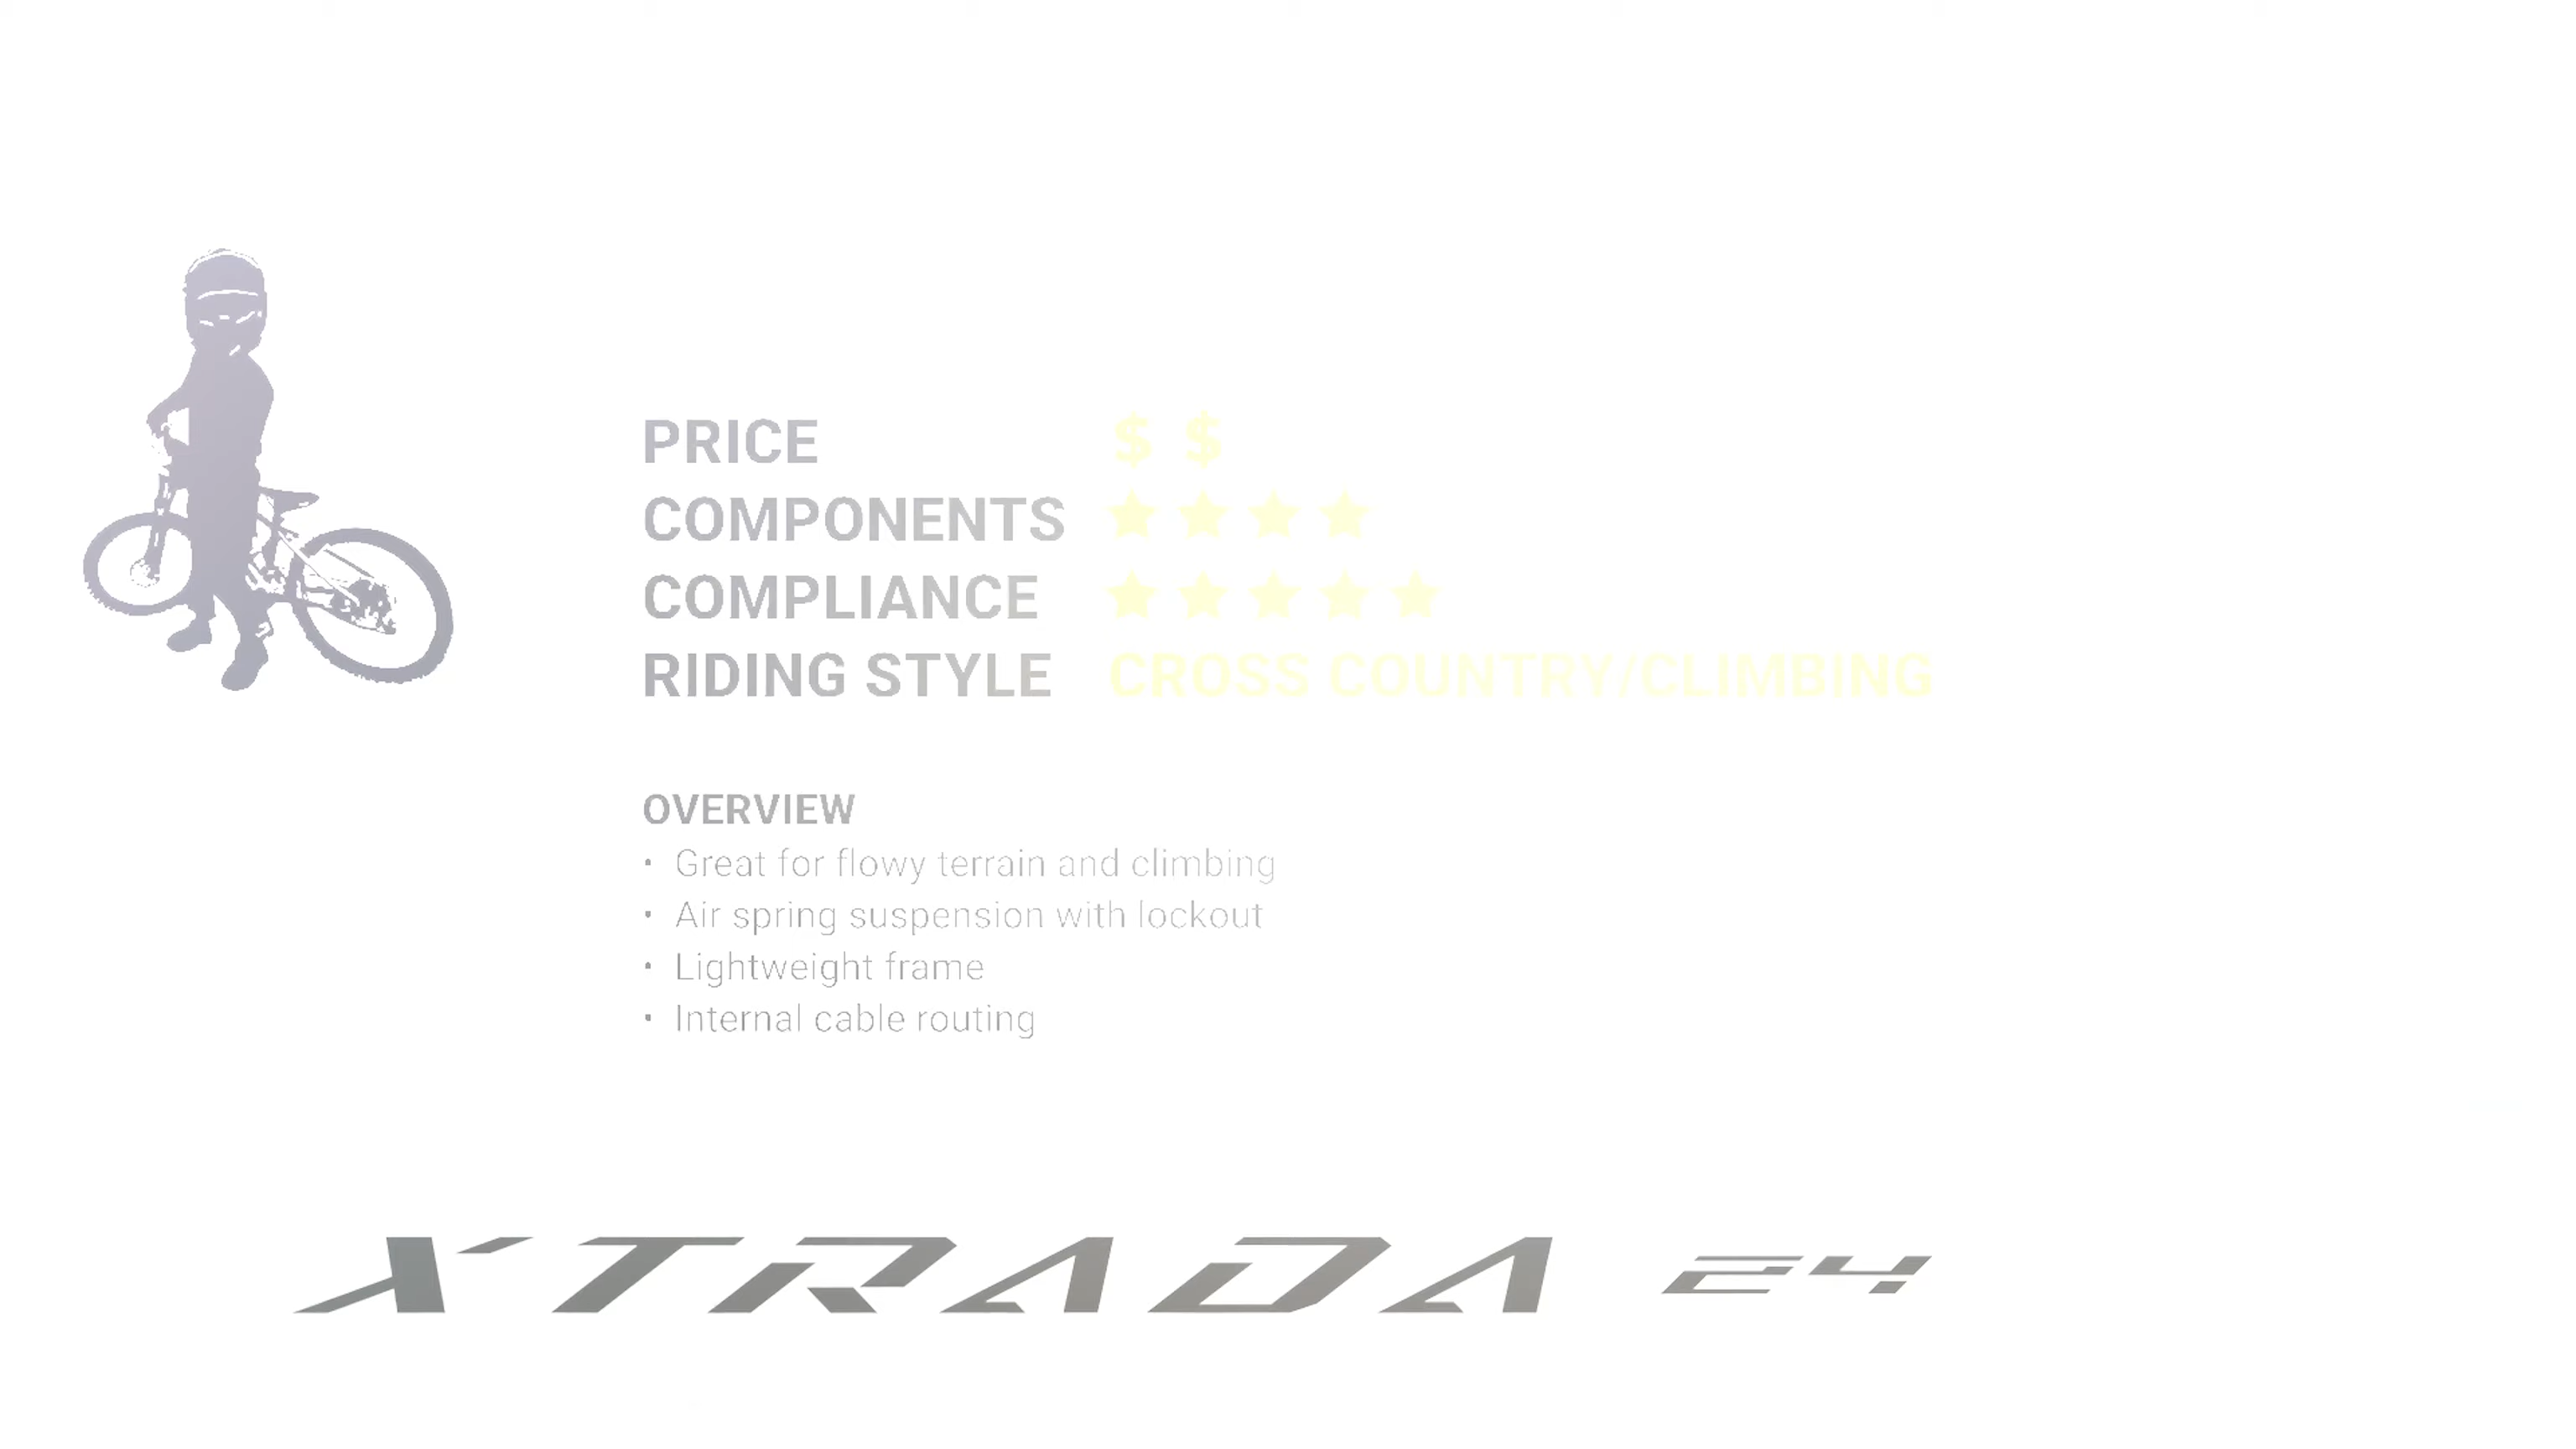 PRICE $ $
COMPONENTS ★ ★ ★ ★
COMPLIANCE ★ ★ ★ ★ ★
RIDING STYLE CROSS COUNTRY/CLIMBING
OVERVIEW
• Great for flowy terrain and climbing
• Air spring suspension with lockout
• Lightweight frame
• Internal cable routing
XTRADA 24